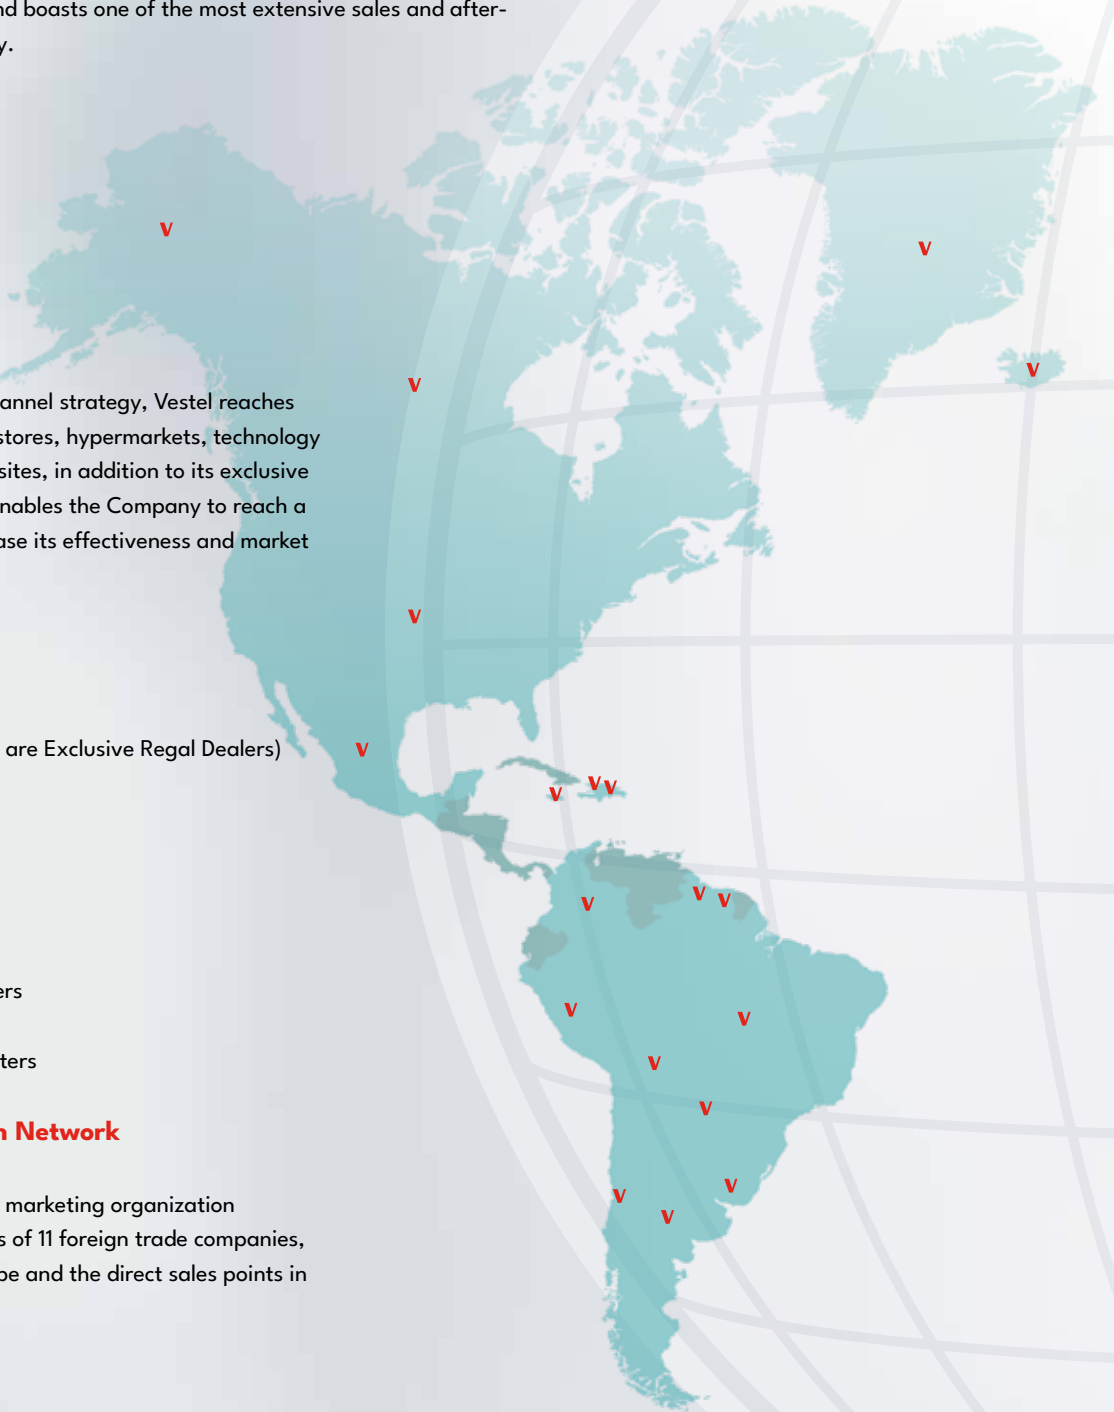 nd boasts one of the most extensive sales and after-
y.
annel strategy, Vestel reaches
stores, hypermarkets, technology
sites, in addition to its exclusive
nables the Company to reach a
ase its effectiveness and market
are Exclusive Regal Dealers)
ers
ters
n Network
marketing organization
s of 11 foreign trade companies,
pe and the direct sales points in